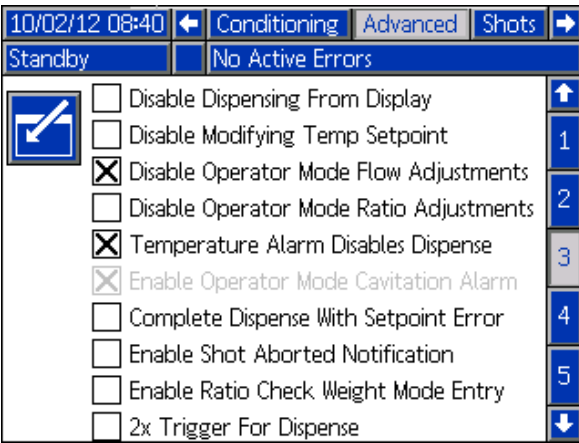 10/02/12 08:40 Conditioning Advanced Shots
Standby No Active Errors
Disable Dispensing From Display
Disable Modifying Temp Setpoint
Disable Operator Mode Flow Adjustments
Disable Operator Mode Ratio Adjustments
Temperature Alarm Disables Dispense
Enable Operator Mode Cavitation Alarm
Complete Dispense With Setpoint Error
Enable Shot Aborted Notification
Enable Ratio Check Weight Mode Entry
2x Trigger For Dispense
1
2
3
4
5